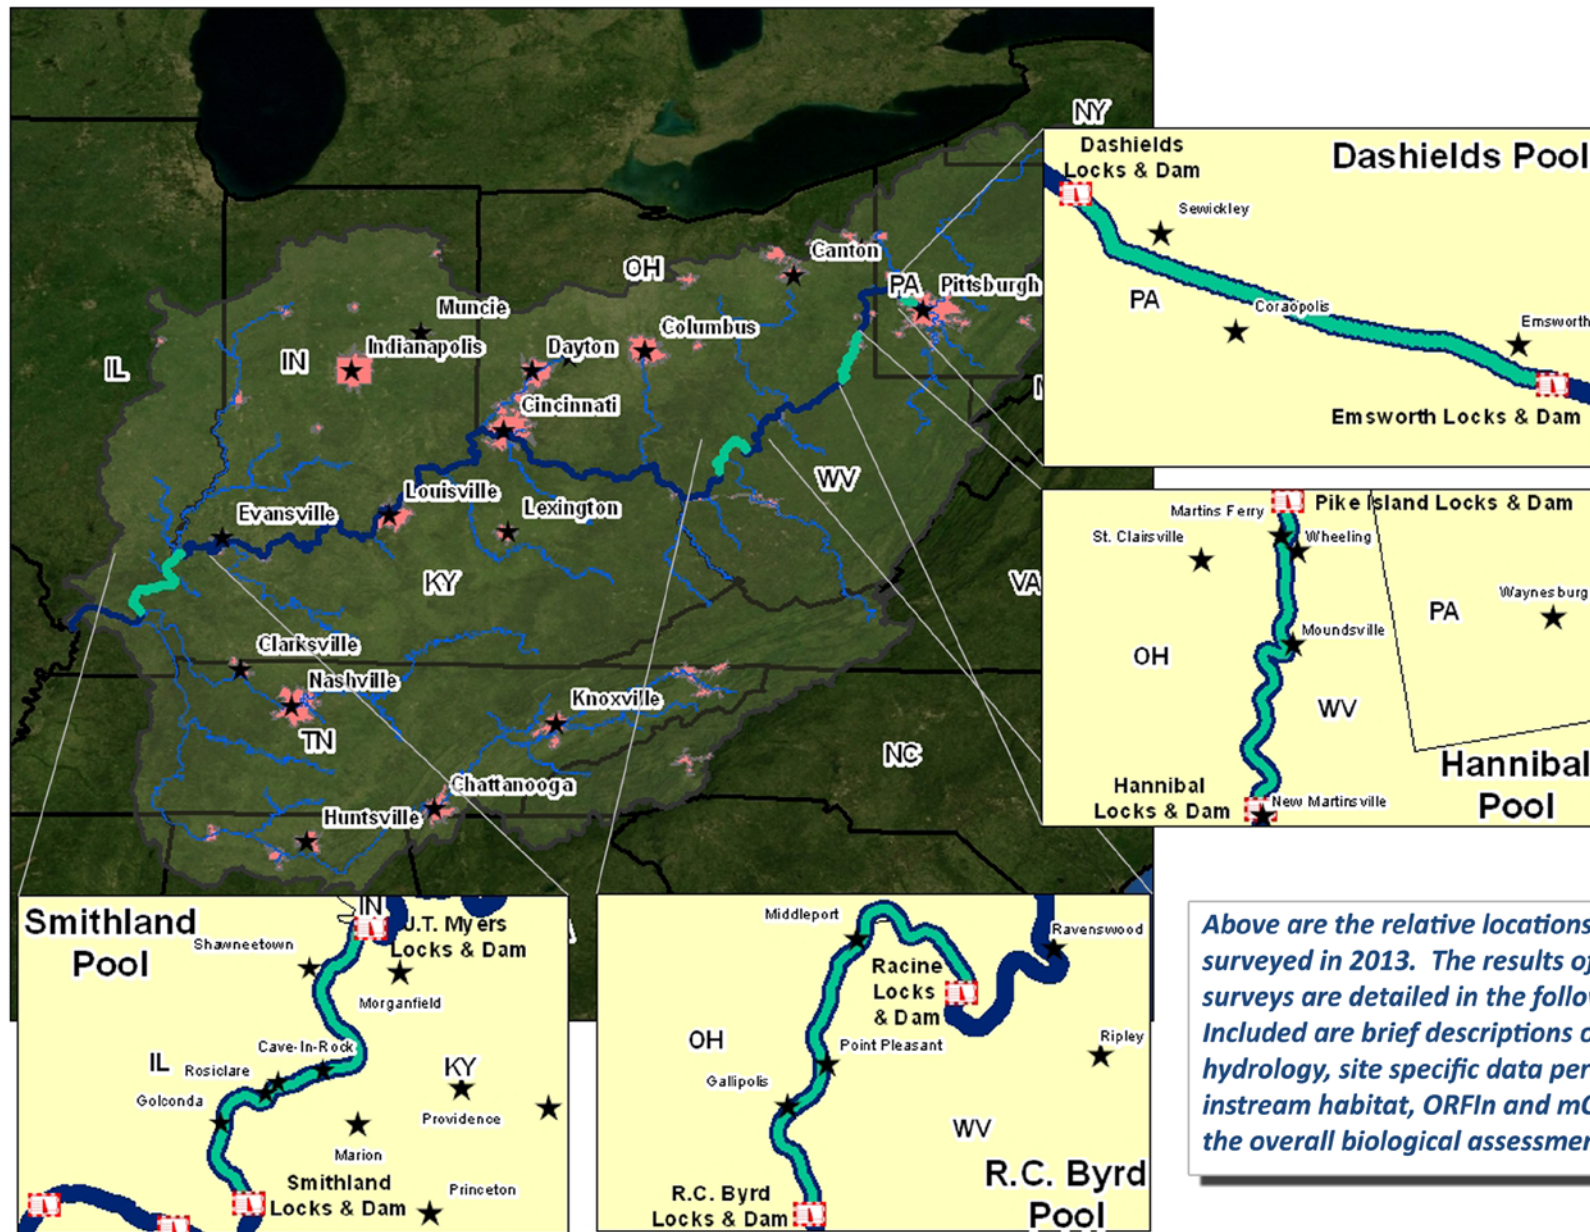 NY
OH
Canton
PA
Pittsburgh
Muncie
Columbus
IL
IN
Indianapolis
Dayton
Cincinnati
WV
Louisville
Evansville
Lexington
KY
VA
Clarksville
Nashville
Knoxville
TN
NC
Chattanooga
Huntsville
Dashields
Locks & Dam
Dashields Pool
Sewickley
PA
Coraopolis
Emsworth
Emsworth Locks & Dam
Pike Island Locks & Dam
Martins Ferry
St. Clairsville
Wheeling
Waynesburg
PA
Moundsville
OH
WV
Hannibal
Pool
Hannibal
Locks & Dam
New Martinsville
Smithland
Pool
IN
J.T. Myers
Locks & Dam
Shawneetown
Morganfield
Cave-In-Rock
IL
Rosiclare
KY
Golconda
Providence
Marion
Smithland
Locks & Dam
Princeton
Middleport
Ravenswood
Racine
Locks
& Dam
OH
Point Pleasant
Ripley
Gallipolis
WV
R.C. Byrd
Pool
R.C. Byrd
Locks & Dam
Above are the relative locations
surveyed in 2013. The results of
surveys are detailed in the follow
Included are brief descriptions o
hydrology, site specific data per
instream habitat, ORFIn and mO
the overall biological assessmen